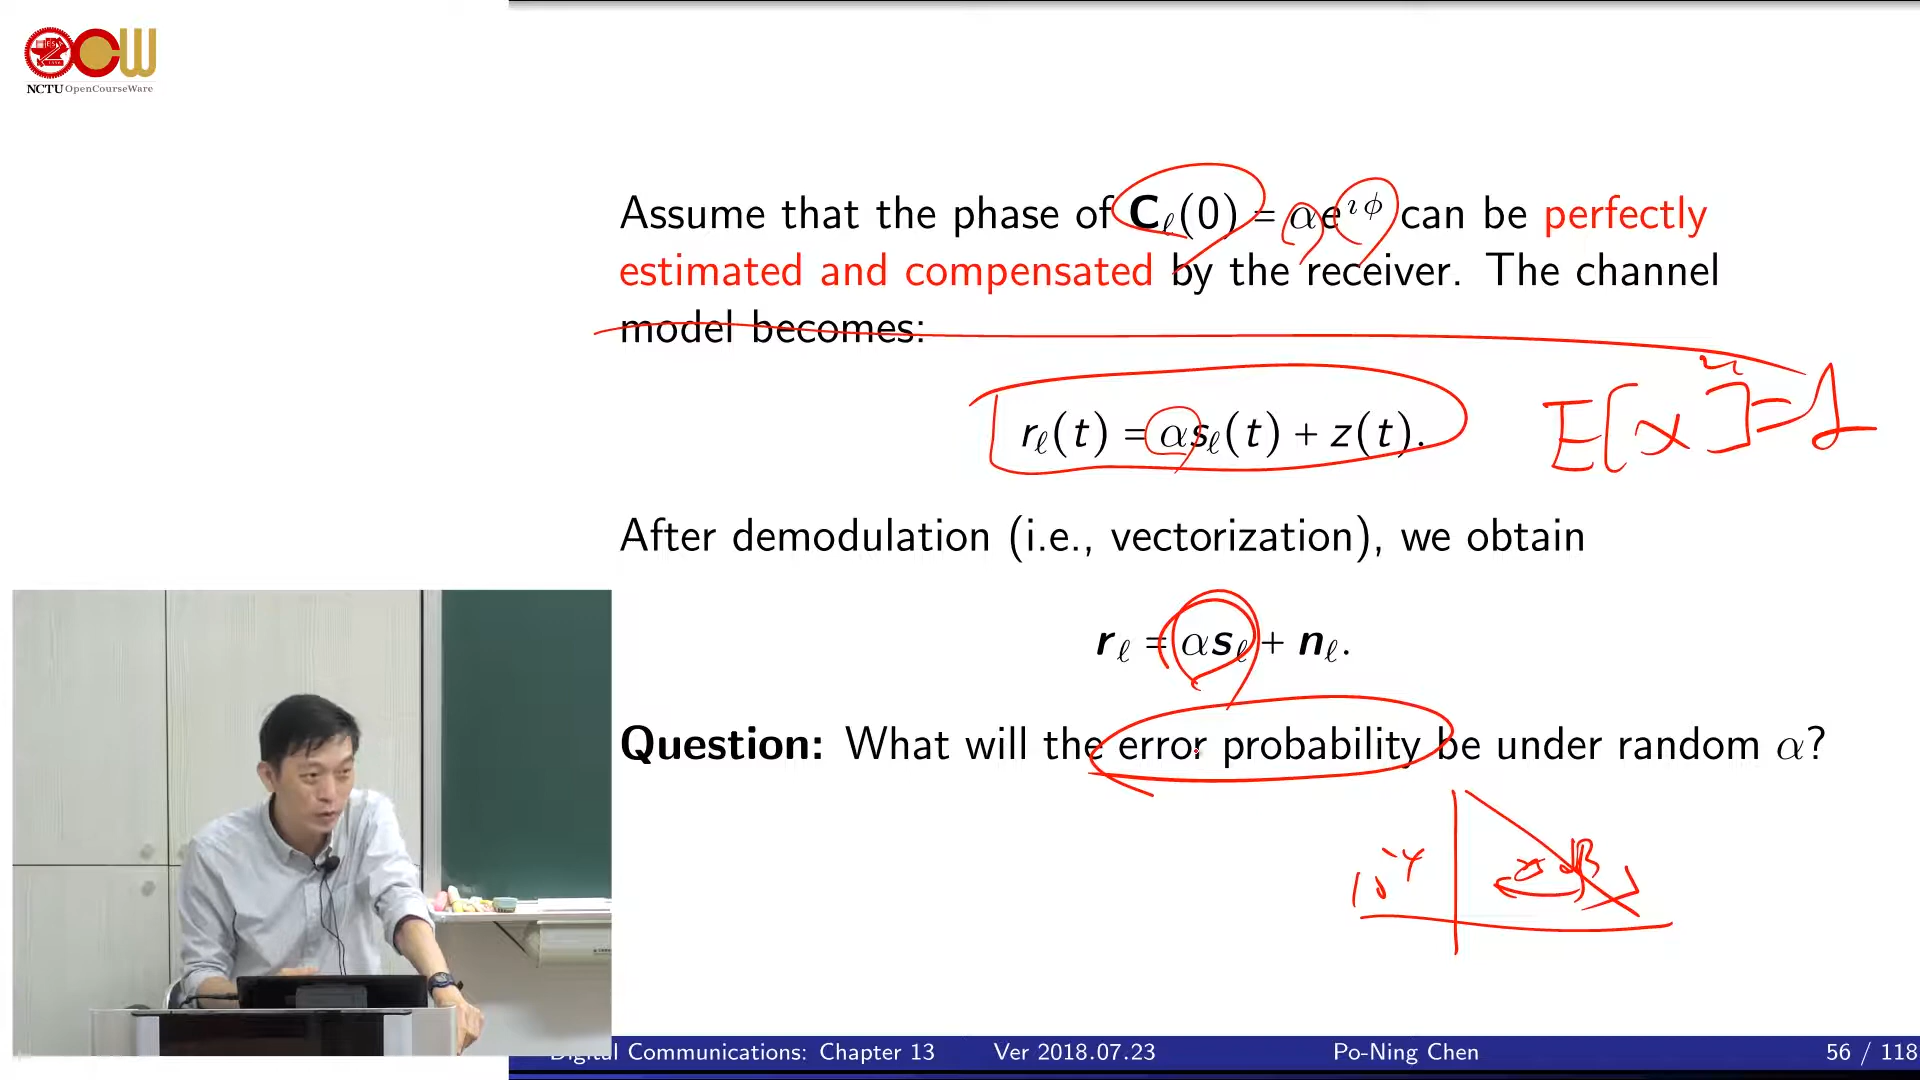 NCTU OpenCourseWare
Assume that the phase of C_ℓ(0) = αe^{ıϕ} can be perfectly
estimated and compensated by the receiver. The channel
model becomes:
r_ℓ(t) = αs_ℓ(t) + z(t).
E[α²]=1
After demodulation (i.e., vectorization), we obtain
r_ℓ = αs_ℓ + n_ℓ.
Question: What will the error probability be under random α?
10^{-4}
dB
Digital Communications: Chapter 13 Ver 2018.07.23 Po-Ning Chen 56 / 118